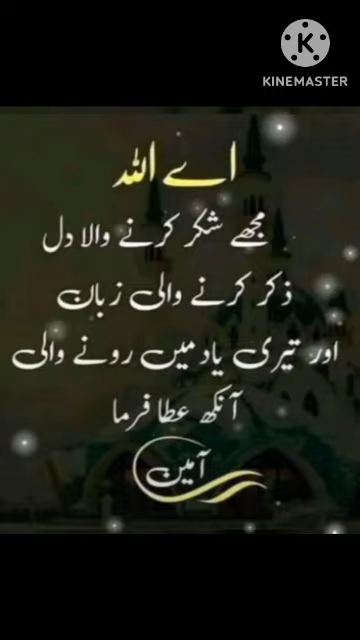 KINEMASTER
اے اللہ
مجھے شکر کرنے والا دل
ذکر کرنے والی زبان
اور تیری یاد میں رونے والی
آنکھ عطا فرما
آمین